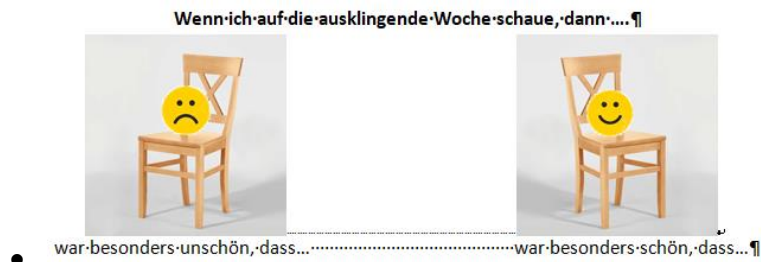 Wenn ich auf die ausklingende Woche schaue, dann ....¶
war besonders unschön, dass... war besonders schön, dass...¶